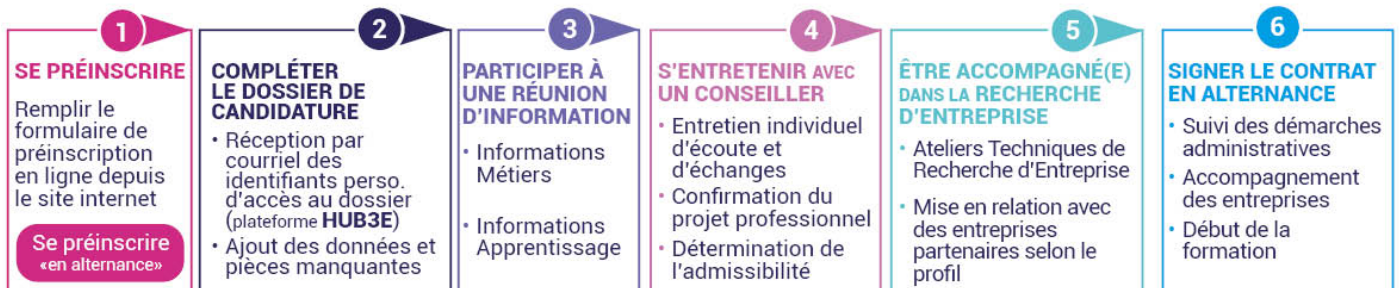 1
SE PRÉINSCRIRE
Remplir le
formulaire de
préinscription
en ligne depuis
le site internet
Se préinscrire
«en alternance»
2
COMPLÉTER
LE DOSSIER DE
CANDIDATURE
• Réception par
courriel des
identifiants perso.
d'accès au dossier
(plateforme HUB3E)
• Ajout des données et
pièces manquantes
3
PARTICIPER À
UNE RÉUNION
D'INFORMATION
• Informations
Métiers
• Informations
Apprentissage
4
S'ENTRETENIR AVEC
UN CONSEILLER
• Entretien individuel
d'écoute et
d'échanges
• Confirmation du
projet professionnel
• Détermination de
l'admissibilité
5
ÊTRE ACCOMPAGNÉ(E)
DANS LA RECHERCHE
D'ENTREPRISE
• Ateliers Techniques de
Recherche d'Entreprise
• Mise en relation avec
des entreprises
partenaires selon le
profil
6
SIGNER LE CONTRAT
EN ALTERNANCE
• Suivi des démarches
administratives
• Accompagnement
des entreprises
• Début de la
formation